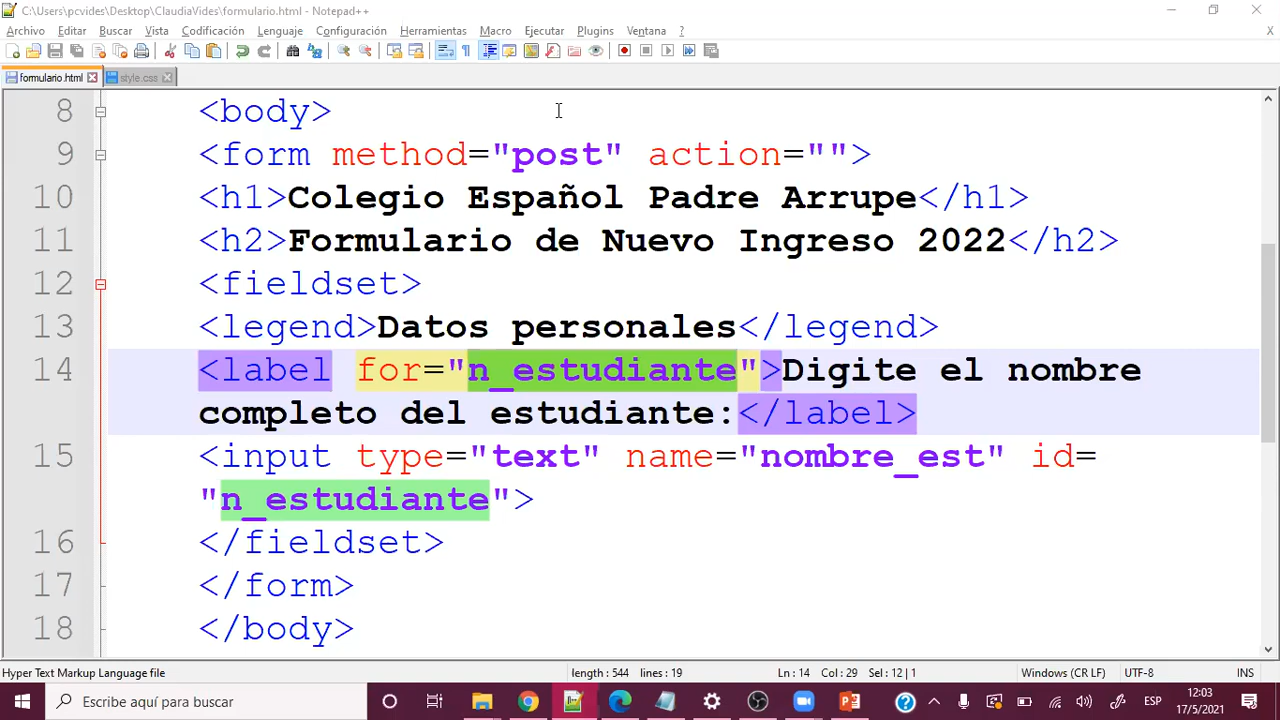 C:\Users\pcvides\Desktop\ClaudiaVides\formulario.html - Notepad++
Archivo Editar Buscar Vista Codificación Lenguaje Configuración Herramientas Macro Ejecutar Plugins Ventana ? X
formulario.html style.css
8 <body>
9 <form method="post" action="">
10 <h1>Colegio Español Padre Arrupe</h1>
11 <h2>Formulario de Nuevo Ingreso 2022</h2>
12 <fieldset>
13 <legend>Datos personales</legend>
14 <label for="n_estudiante">Digite el nombre
completo del estudiante:</label>
15 <input type="text" name="nombre_est" id=
"n_estudiante">
16 </fieldset>
17 </form>
18 </body>
Hyper Text Markup Language file length : 544 lines : 19 Ln : 14 Col : 29 Sel : 12 | 1 Windows (CR LF) UTF-8 INS
Escribe aquí para buscar ESP 12:03
17/5/2021